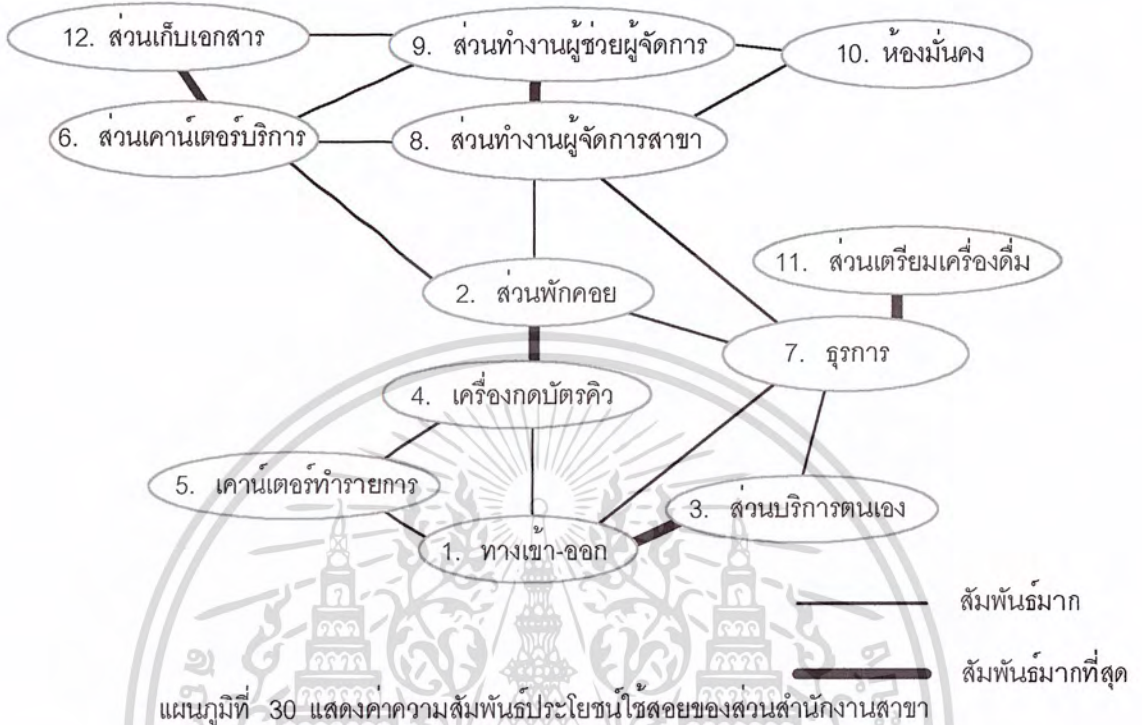 12. ส่วนเก็บเอกสาร
9. ส่วนทำงานผู้ช่วยผู้จัดการ
10. ห้องมั่นคง
6. ส่วนเคาน์เตอร์บริการ
8. ส่วนทำงานผู้จัดการสาขา
11. ส่วนเตรียมเครื่องดื่ม
2. ส่วนพักคอย
7. ธุรการ
4. เครื่องกดบัตรคิว
5. เคาน์เตอร์ทำรายการ
3. ส่วนบริการตนเอง
1. ทางเข้า-ออก
สัมพันธ์มาก
สัมพันธ์มากที่สุด
แผนภูมิที่ 30 แสดงค่าความสัมพันธ์ประโยชน์ใช้สอยของส่วนสำนักงานสาขา